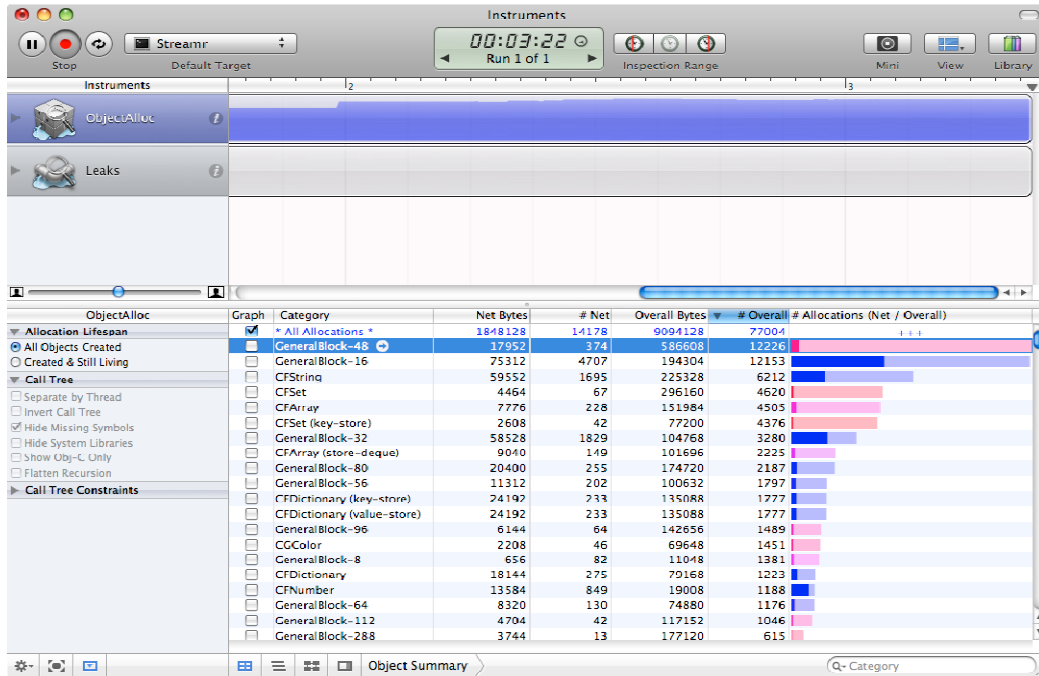 Instruments
Streamr
00:03:22
Run 1 of 1
Stop
Default Target
Inspection Range
Mini
View
Library
Instruments
2
3
ObjectAlloc
Leaks
ObjectAlloc
Graph Category Net Bytes # Net Overall Bytes # Overall # Allocations (Net / Overall)
Allocation Lifespan
All Objects Created
Created & Still Living
Call Tree
Separate by Thread
Invert Call Tree
Hide Missing Symbols
Hide System Libraries
Show Obj-C Only
Flatten Recursion
Call Tree Constraints
* All Allocations * 1848128 14178 9094128 77004 +++
GeneralBlock-48 17952 374 586608 12226
GeneralBlock-16 75312 4707 194304 12153
CFString 59552 1695 225328 6212
CFSet 4464 67 296160 4620
CFArray 7776 228 151984 4505
CFSet (key-store) 2608 42 77200 4376
GeneralBlock-32 58528 1829 104768 3280
CFArray (store-deque) 9040 149 101696 2225
GeneralBlock-80 20400 255 174720 2187
GeneralBlock-56 11312 202 100632 1797
CFDictionary (key-store) 24192 233 135088 1777
CFDictionary (value-store) 24192 233 135088 1777
GeneralBlock-96 6144 64 142656 1489
CGColor 2208 46 69648 1451
GeneralBlock-8 656 82 11048 1381
CFDictionary 18144 275 79168 1223
CFNumber 13584 849 19008 1188
GeneralBlock-64 8320 130 74880 1176
GeneralBlock-112 4704 42 117152 1046
GeneralBlock-288 3744 13 177120 615
Object Summary
Category